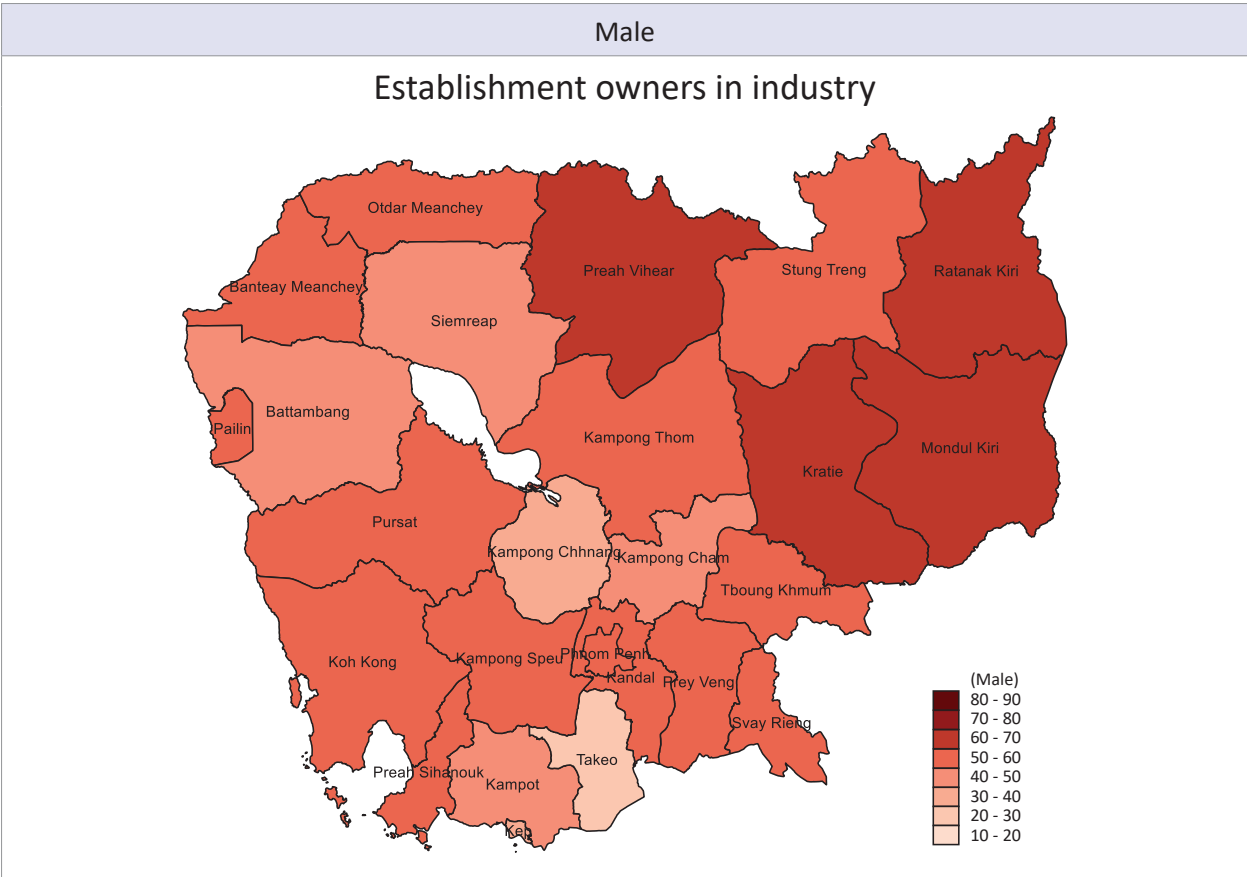 Male
Establishment owners in industry
Otdar Meanchey
Preah Vihear
Stung Treng
Ratanak Kiri
Banteay Meanchey
Siemreap
Battambang
Pailin
Kampong Thom
Mondul Kiri
Kratie
Pursat
Kampong Chhnang
Kampong Cham
Tboung Khmum
Koh Kong
Kampong Speu
Phnom Penh
Kandal
Prey Veng
Svay Rieng
Preah Sihanouk
Kampot
Takeo
Kep
(Male)
80 - 90
70 - 80
60 - 70
50 - 60
40 - 50
30 - 40
20 - 30
10 - 20